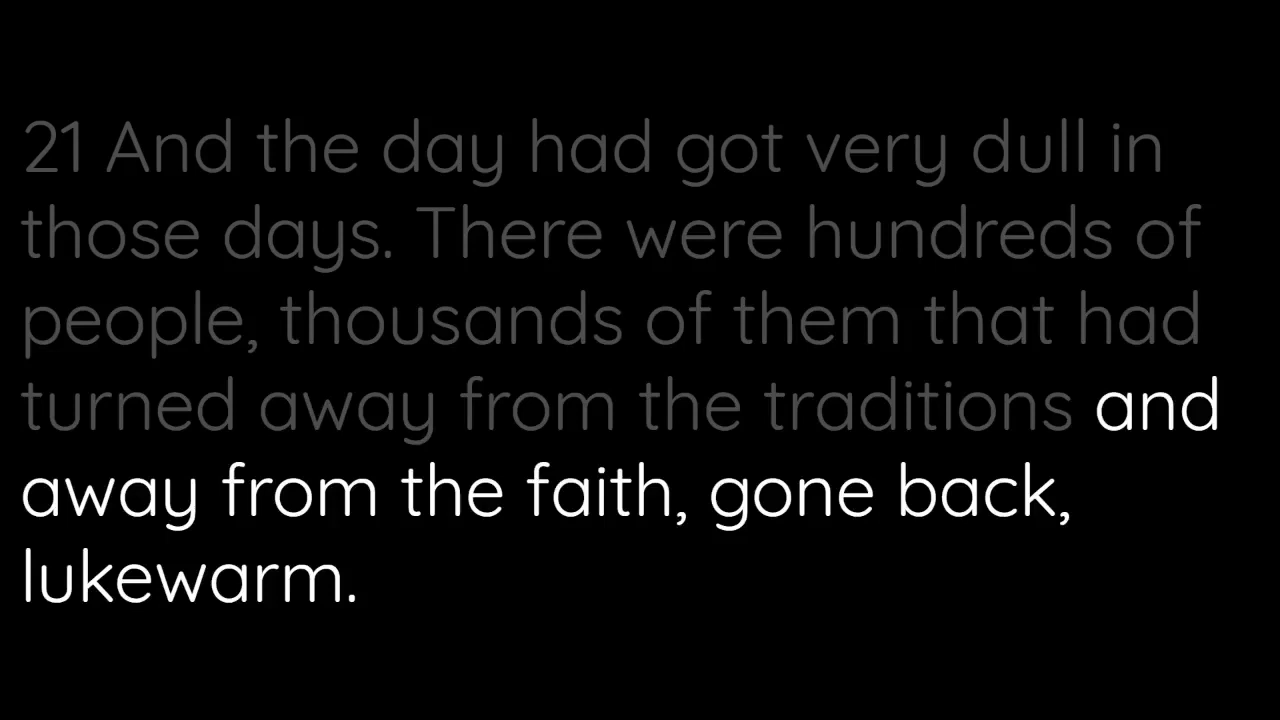 21 And the day had got very dull in
those days. There were hundreds of
people, thousands of them that had
turned away from the traditions and
away from the faith, gone back,
lukewarm.